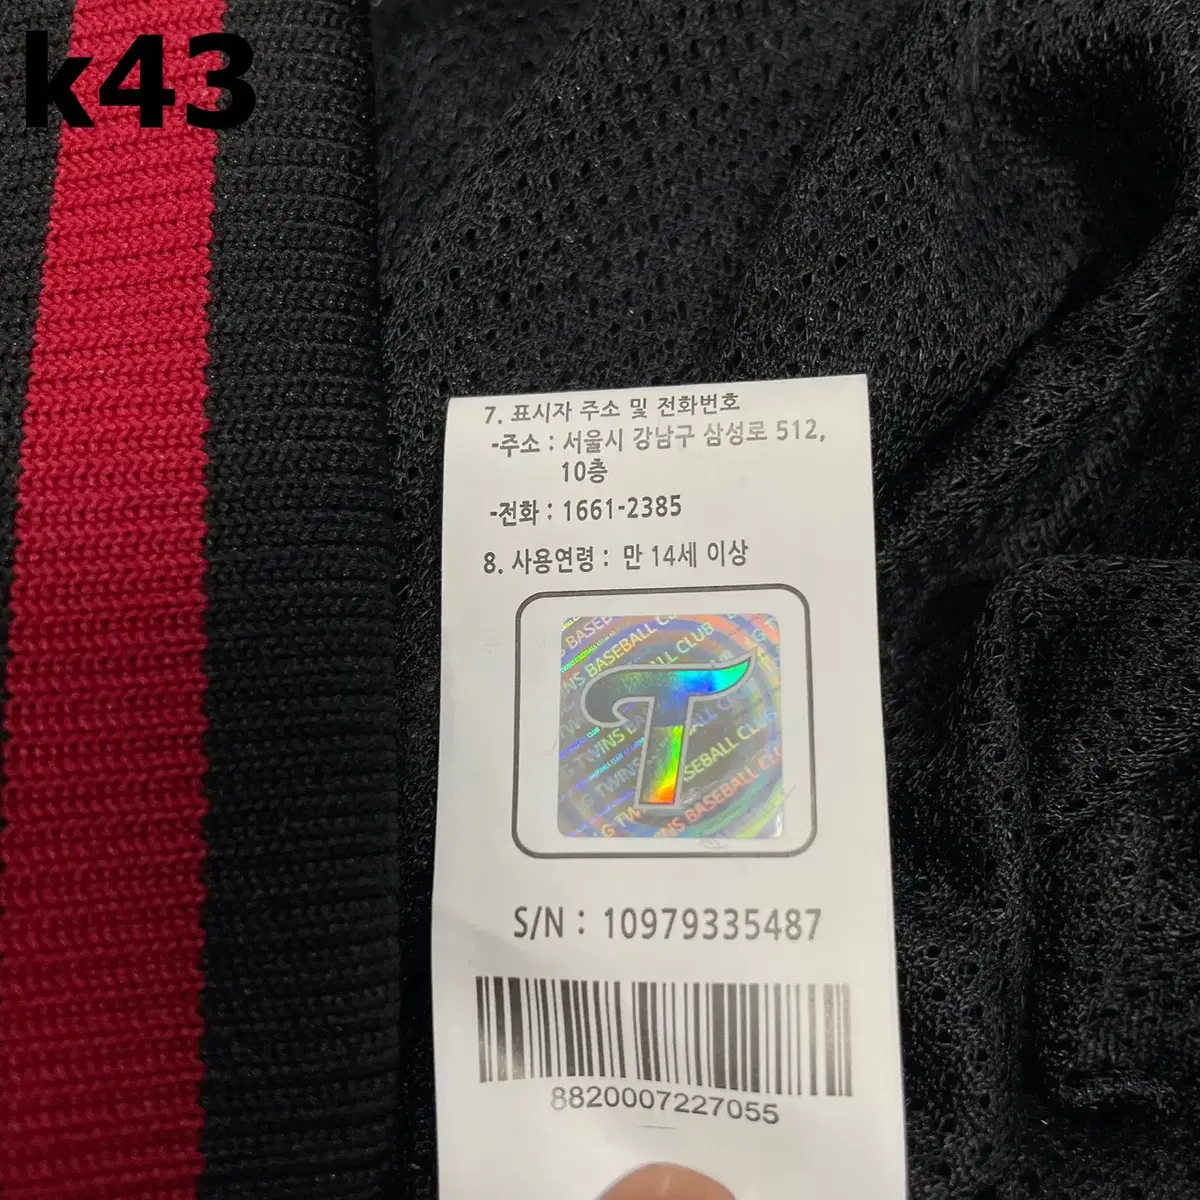 k43
7. 표시자 주소 및 전화번호
-주소 : 서울시 강남구 삼성로 512,
10층
-전화 : 1661-2385
8. 사용연령 : 만 14세 이상
BASEBALL CLUB
TWINS BASEBALL CLUB
T
S/N : 10979335487
8820007227055